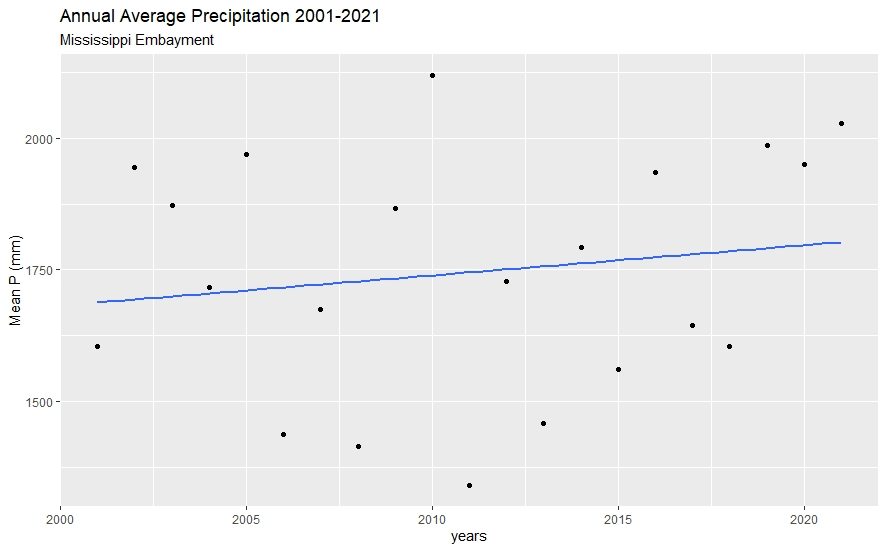 Annual Average Precipitation 2001-2021
Mississippi Embayment
Mean P (mm)
2000
1750
1500
2000 2005 2010 2015 2020
years